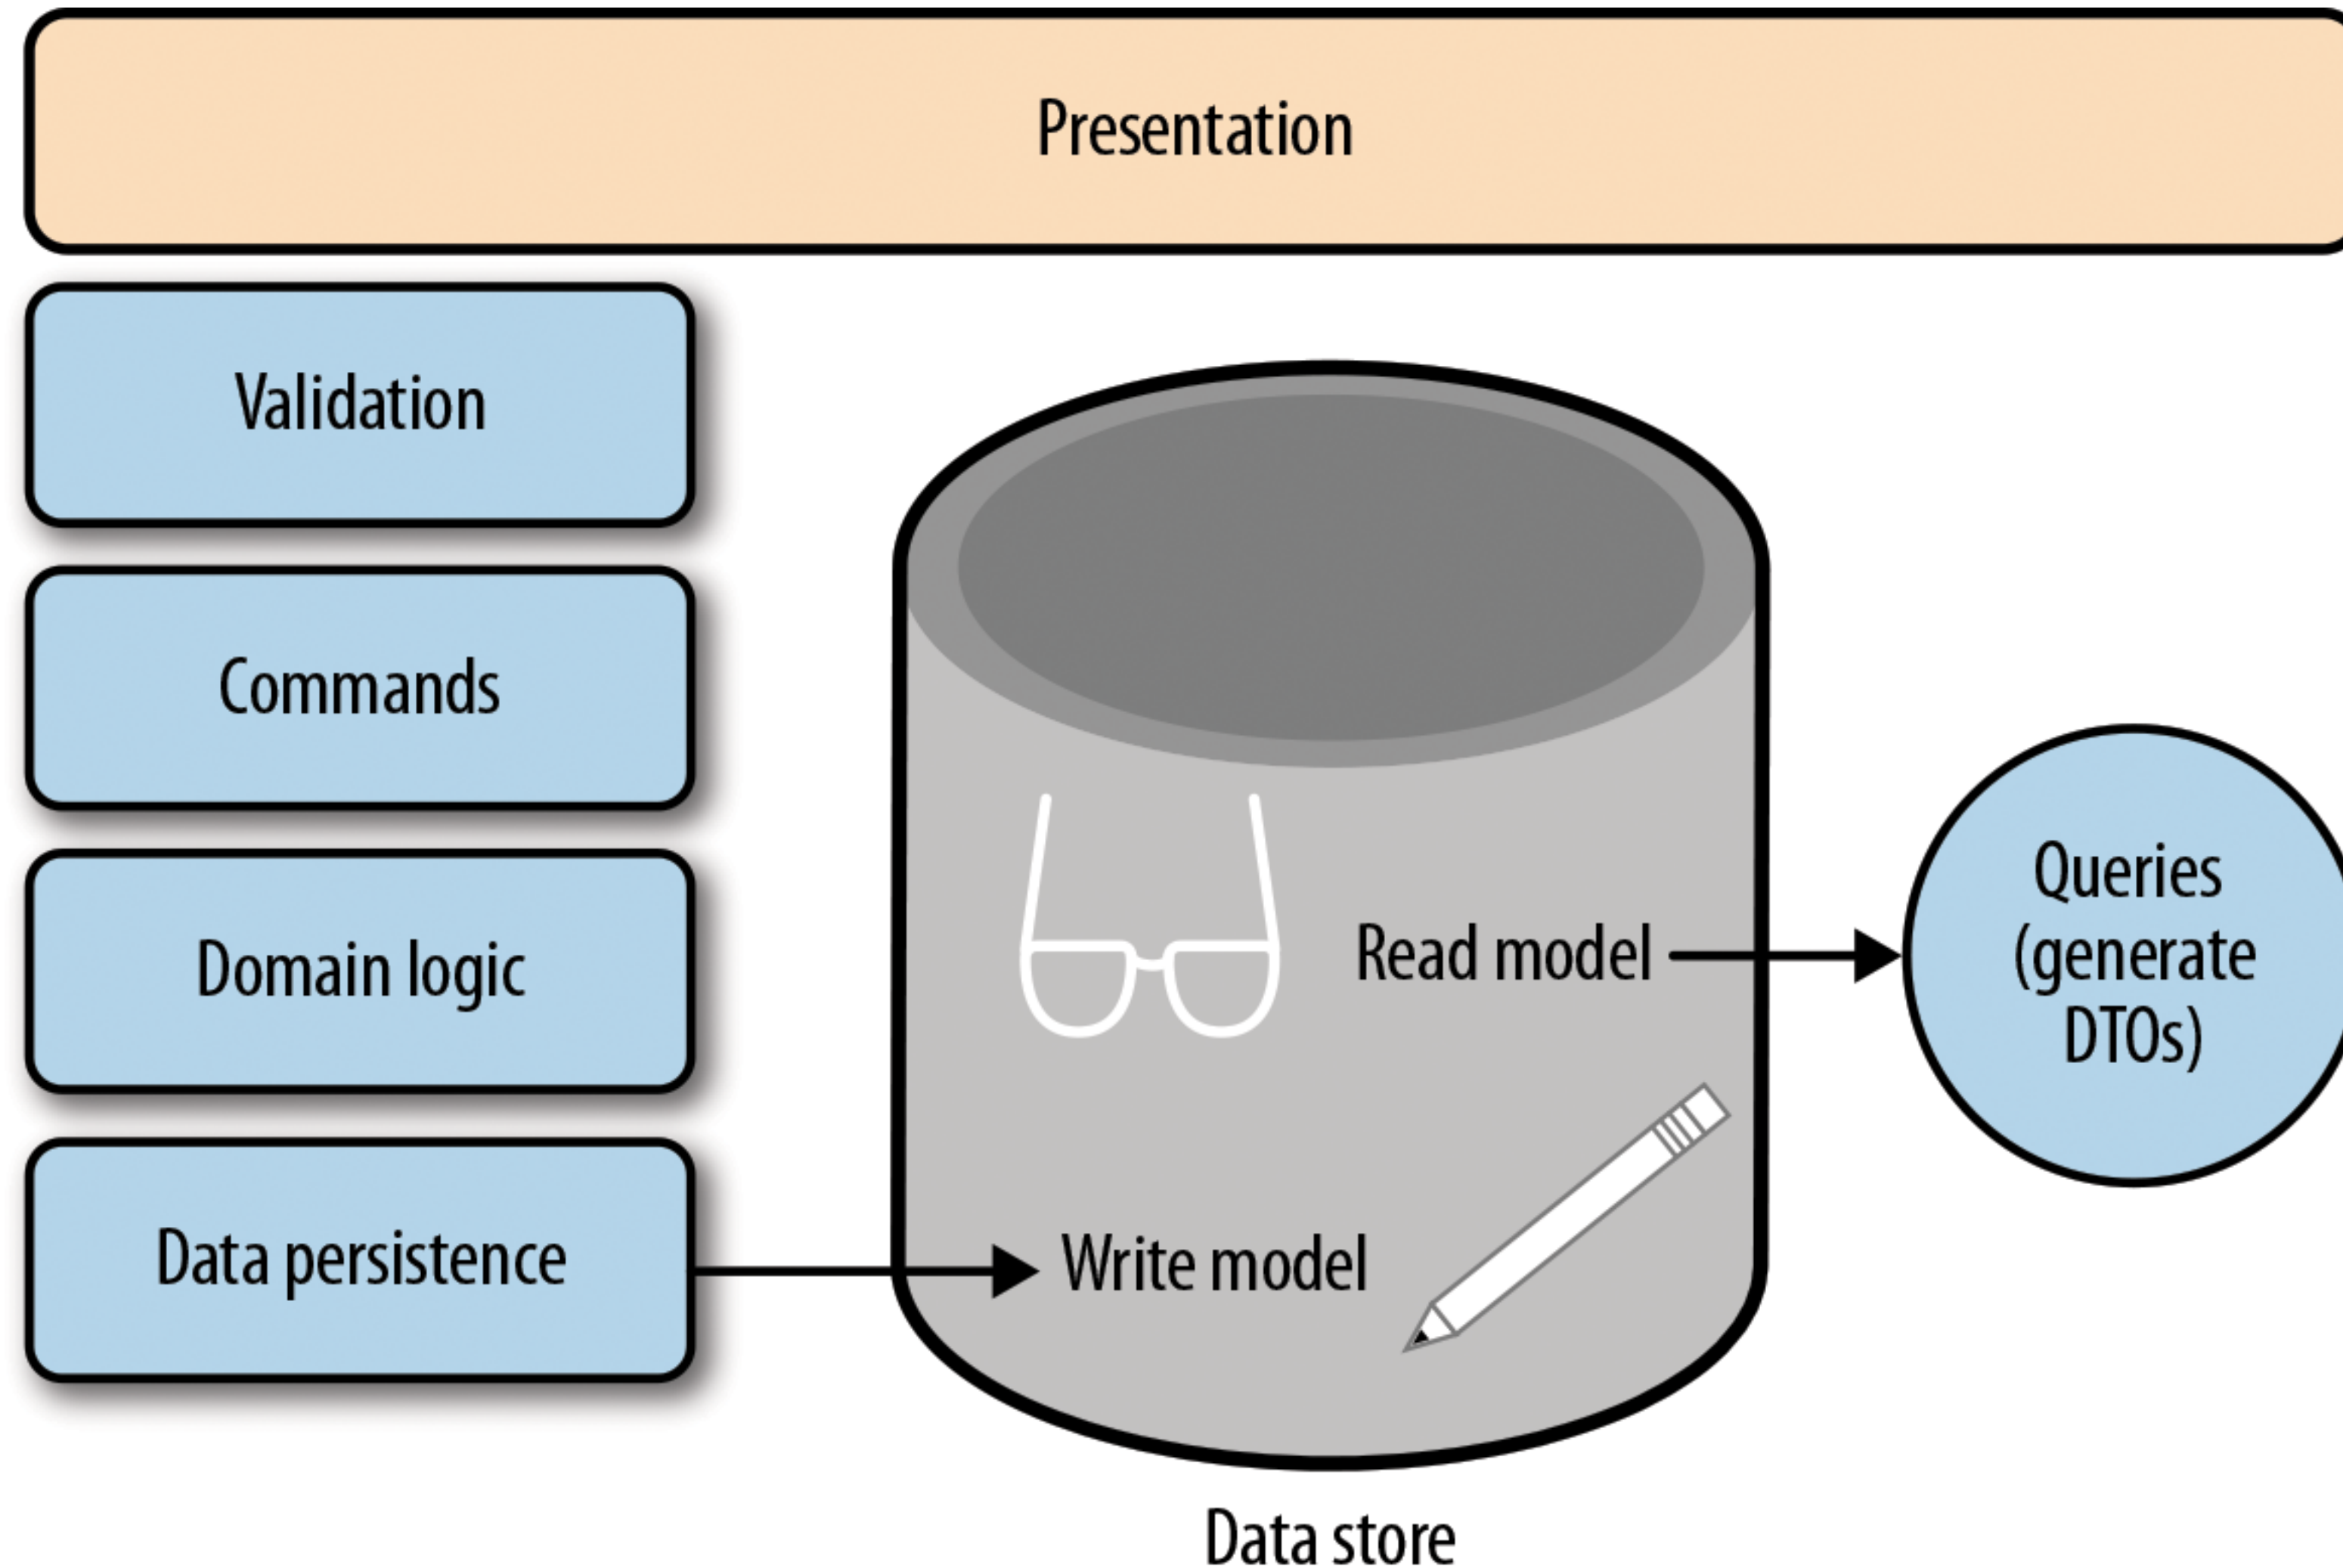 Presentation
Validation
Commands
Domain logic
Data persistence
Read model
Write model
Queries
(generate
DTOs)
Data store